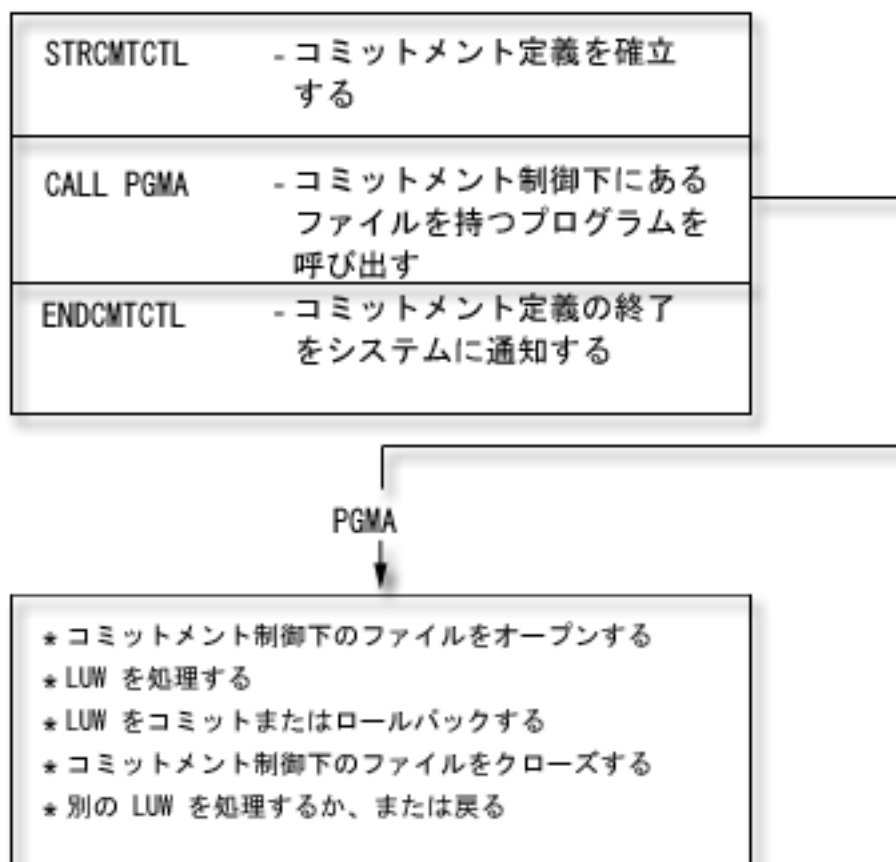 STRCMTCTL - コミットメント定義を確立
する
CALL PGMA - コミットメント制御下にある
ファイルを持つプログラムを
呼び出す
ENDCMTCTL - コミットメント定義の終了
をシステムに通知する
PGMA
* コミットメント制御下のファイルをオープンする
* LUW を処理する
* LUW をコミットまたはロールバックする
* コミットメント制御下のファイルをクローズする
* 別の LUW を処理するか、または戻る